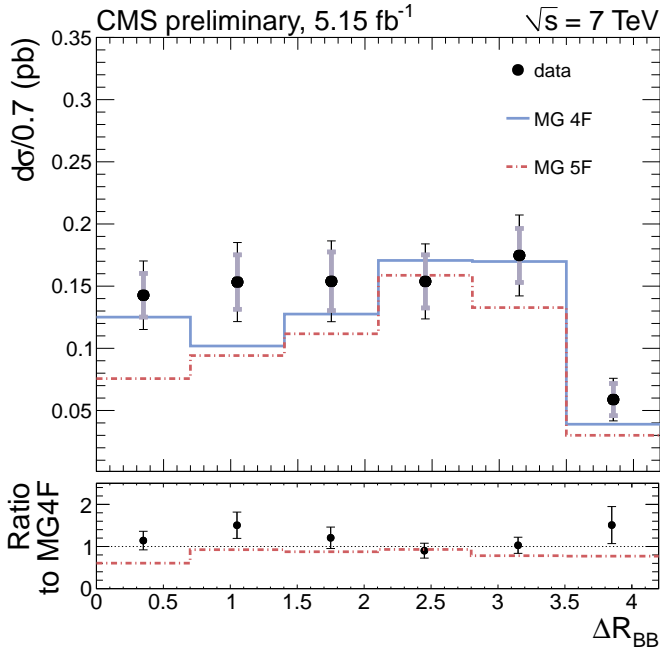 CMS preliminary, 5.15 fb⁻¹ √s = 7 TeV
dσ/0.7 (pb)
0.35
0.3
0.25
0.2
0.15
0.1
0.05
data
MG 4F
MG 5F
Ratio
to MG4F
2
1
0
0 0.5 1 1.5 2 2.5 3 3.5 4
ΔR_BB